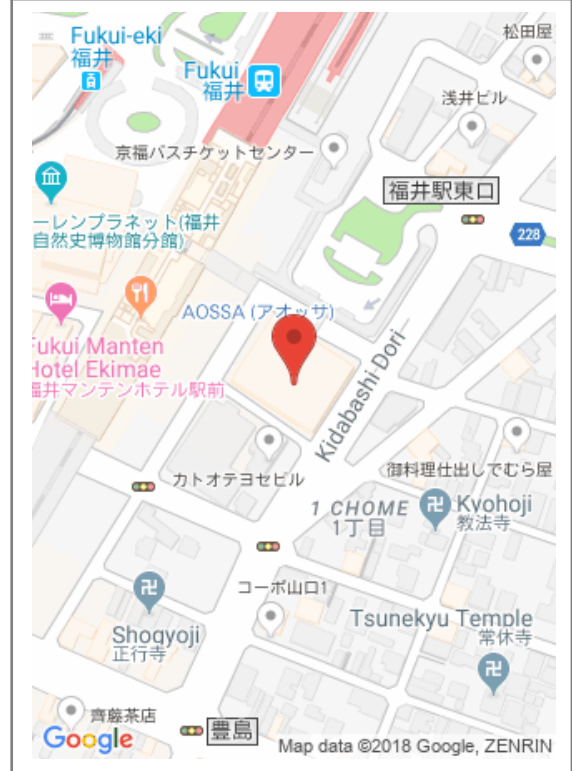 松田屋
Fukui-eki
福井
Fukui
福井
浅井ビル
京福バスチケットセンター
福井駅東口
ーレンプラネット(福井
自然史博物館分館)
228
AOSSA (アオッサ)
Fukui Manten
Hotel Ekimae
福井マンテンホテル駅前
Kidabashi-Dori
カトオテヨセビル
御料理仕出しでむら屋
1 CHOME
1丁目
Kyohoji
教法寺
コーポ山口1
Shogyoji
正行寺
Tsunekyu Temple
常休寺
齊藤茶店
豊島
Google
Map data ©2018 Google, ZENRIN